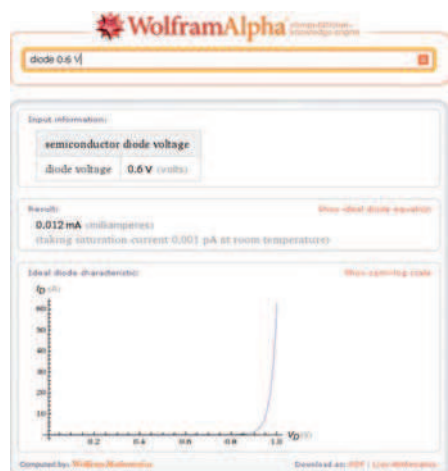 WolframAlpha computational knowledge engine
diode 0.6 V
Input information:
semiconductor diode voltage
diode voltage 0.6 V (volts)
Result:
Show ideal diode equation
0.012 mA (milliamperes)
(taking saturation current 0.001 pA at room temperature)
Ideal diode characteristic:
Show semi-log scale
I_D (A)
60
50
40
30
20
10
0.2 0.4 0.6 0.8 1.0 V_D (V)
Computed by: Wolfram Mathematica
Download as: PDF | Live Mathematica